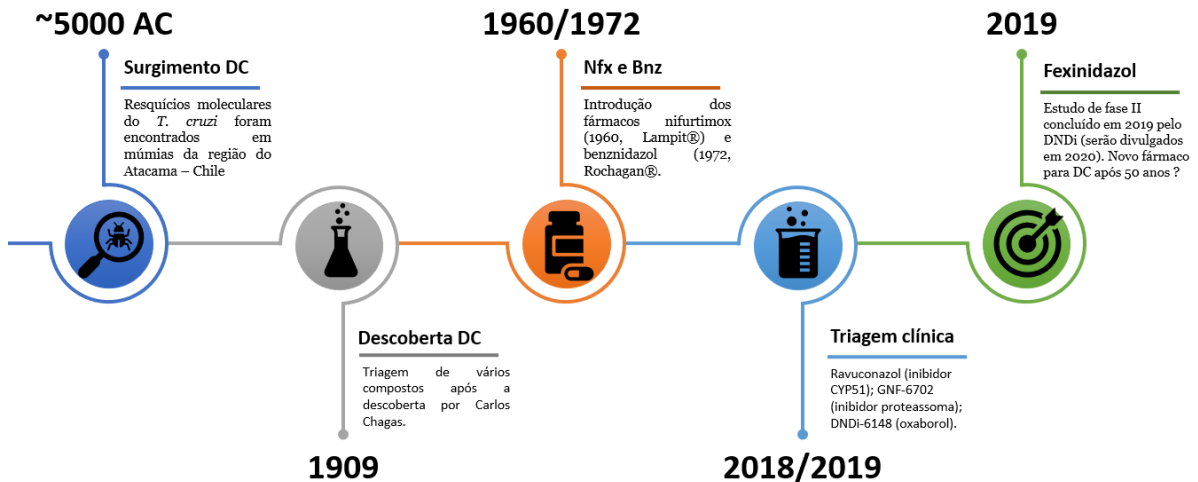 ~5000 AC
Surgimento DC
Resquícios moleculares
do T. cruzi foram
encontrados em
múmias da região do
Atacama – Chile
Descoberta DC
Triagem de vários
compostos após a
descoberta por Carlos
Chagas.
1909
1960/1972
Nfx e Bnz
Introdução dos
fármacos nifurtimox
(1960, Lampit®) e
benznidazol (1972,
Rochagan®.
Triagem clínica
Ravuconazol (inibidor
CYP51); GNF-6702
(inibidor proteassoma);
DNDi-6148 (oxaborol).
2018/2019
2019
Fexinidazol
Estudo de fase II
concluído em 2019 pelo
DNDi (serão divulgados
em 2020). Novo fármaco
para DC após 50 anos ?